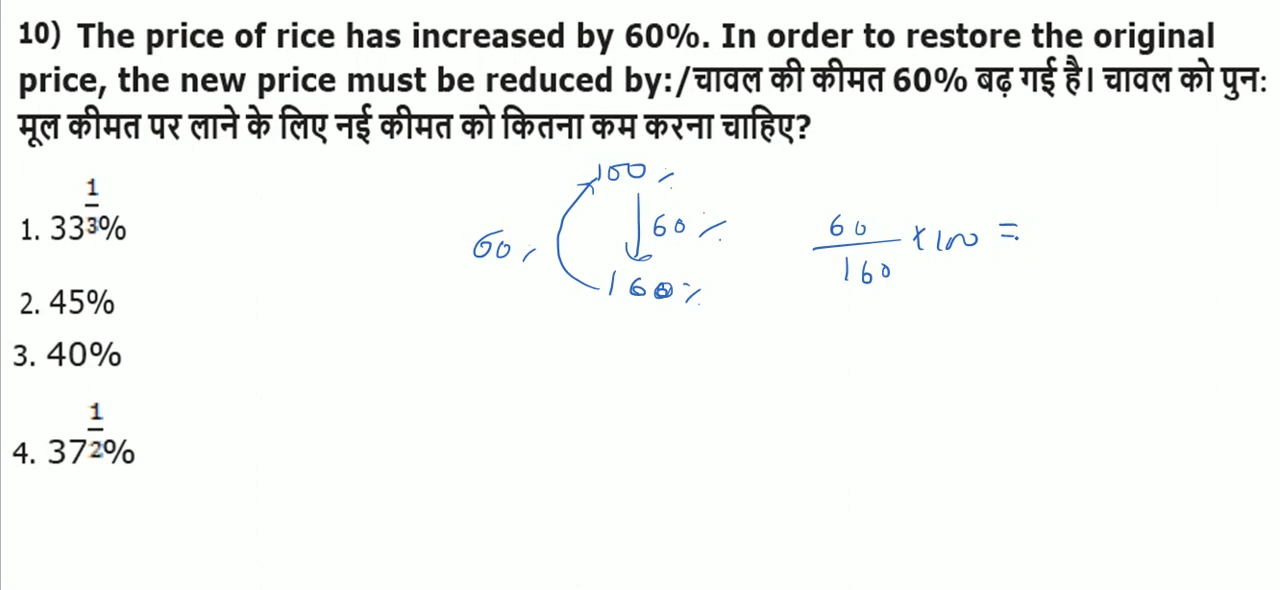 10) The price of rice has increased by 60%. In order to restore the original
price, the new price must be reduced by:/चावल की कीमत 60% बढ़ गई है। चावल को पुन:
मूल कीमत पर लाने के लिए नई कीमत को कितना कम करना चाहिए?
1. 33 1/3%
2. 45%
3. 40%
4. 37 1/2%
100%
60%
60%
160%
60/160 × 100 =